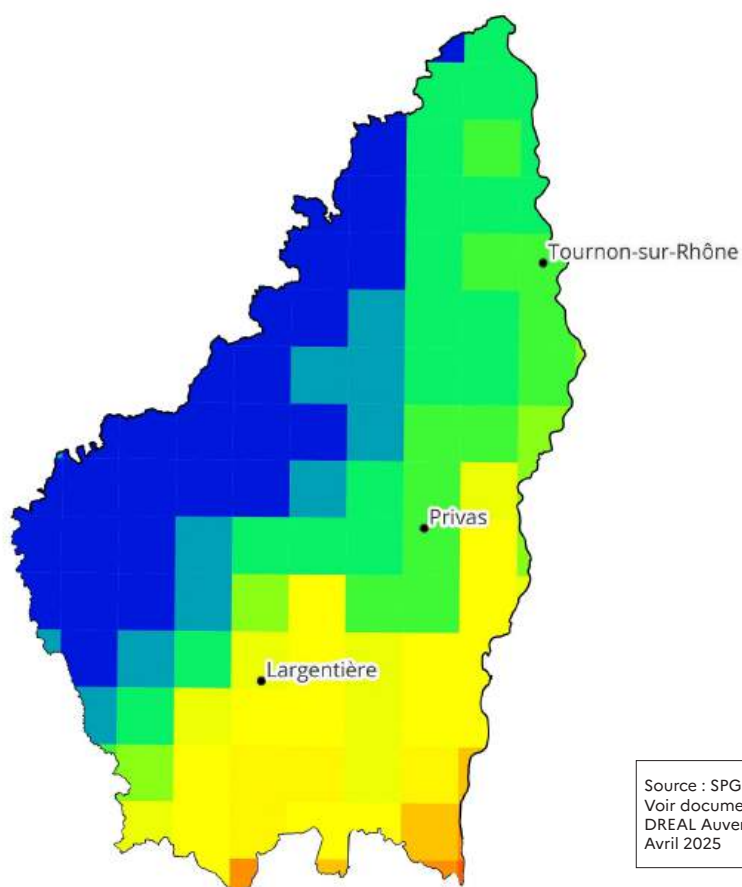 Tournon-sur-Rhône
Privas
Largentière
Source : SPG
Voir docume
DREAL Auver
Avril 2025